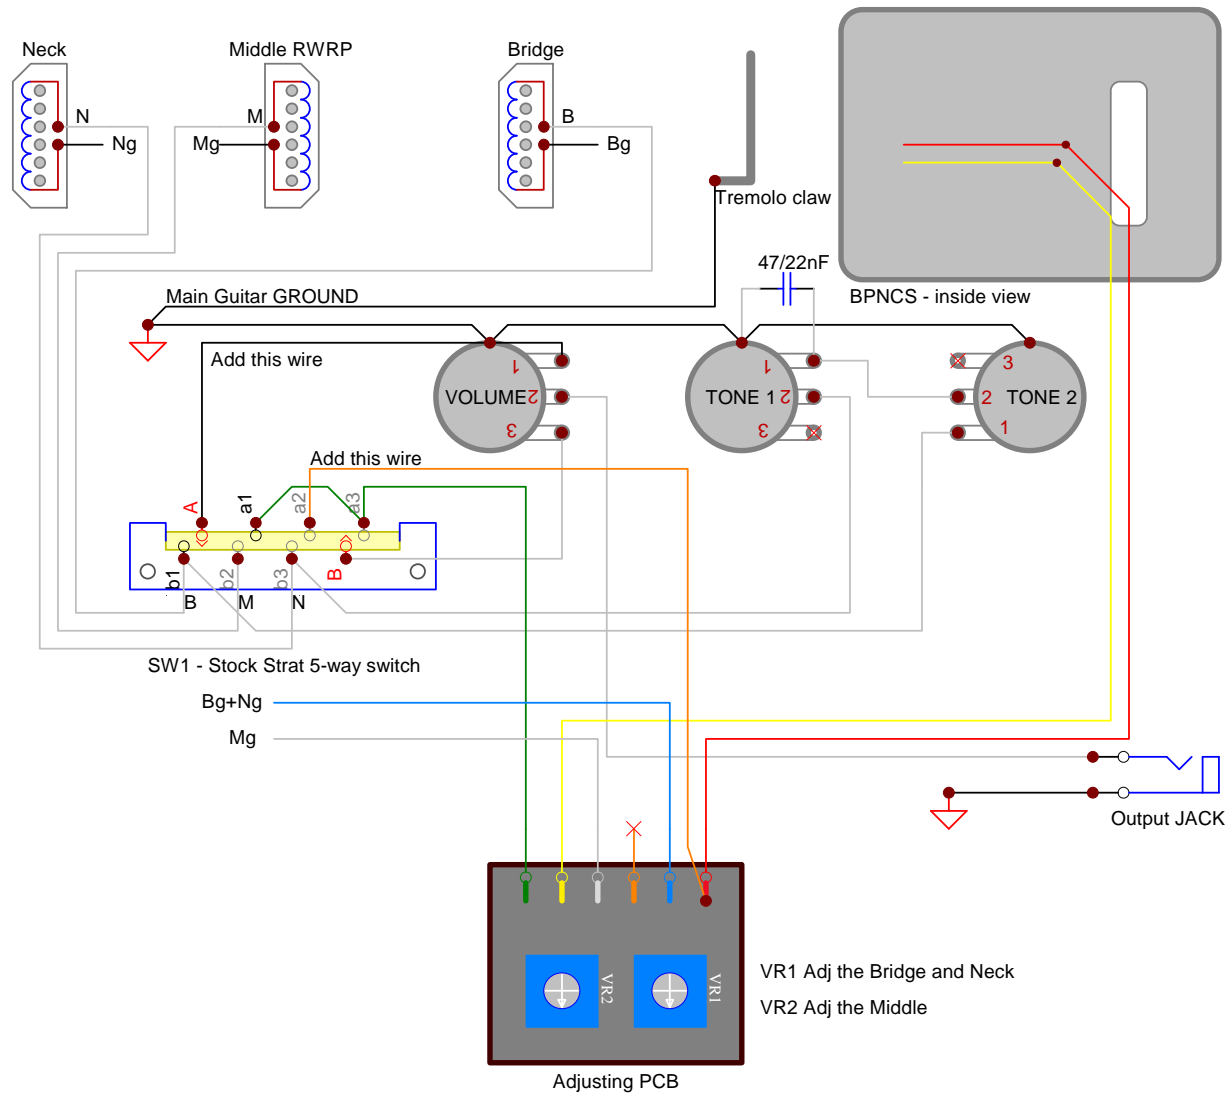 Neck
Middle RWRP
Bridge
N
Ng
M
Mg
B
Bg
Tremolo claw
BPNCS - inside view
47/22nF
Main Guitar GROUND
Add this wire
VOLUME
1
2
3
TONE 1
1
2
3
TONE 2
3
2
1
Add this wire
A
a1
a2
a3
b1
b2
b3
B
B
M
N
SW1 - Stock Strat 5-way switch
Bg+Ng
Mg
Output JACK
VR2
VR1
VR1 Adj the Bridge and Neck
VR2 Adj the Middle
Adjusting PCB